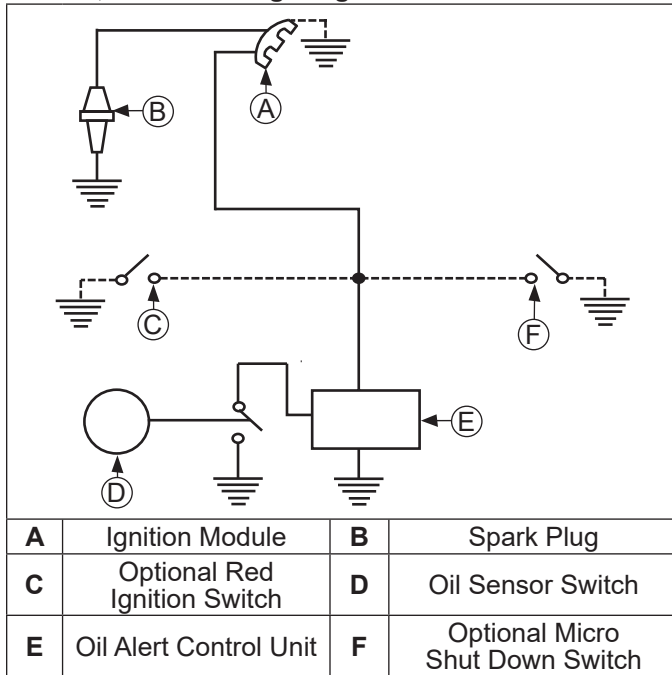 A
B
C
F
E
D
A Ignition Module B Spark Plug
C Optional Red Ignition Switch D Oil Sensor Switch
E Oil Alert Control Unit F Optional Micro Shut Down Switch